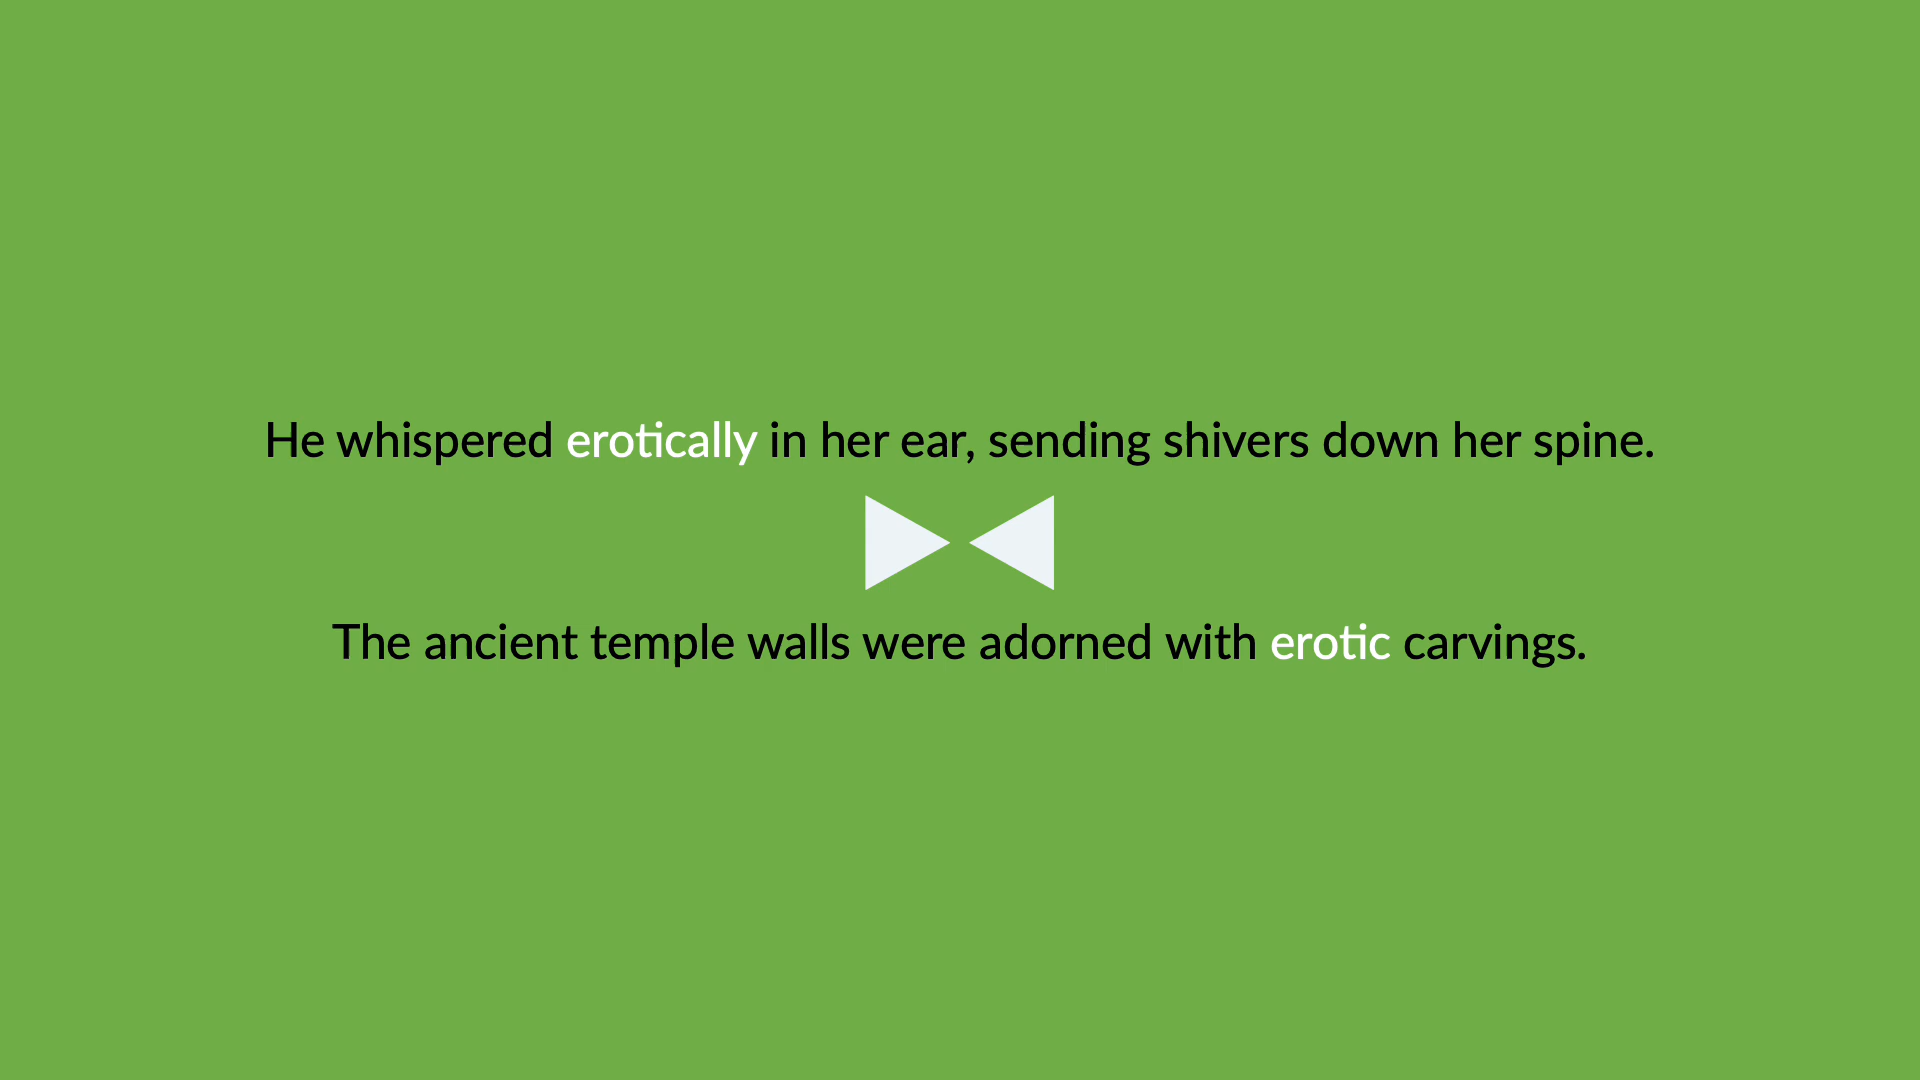 He whispered erotically in her ear, sending shivers down her spine.
The ancient temple walls were adorned with erotic carvings.